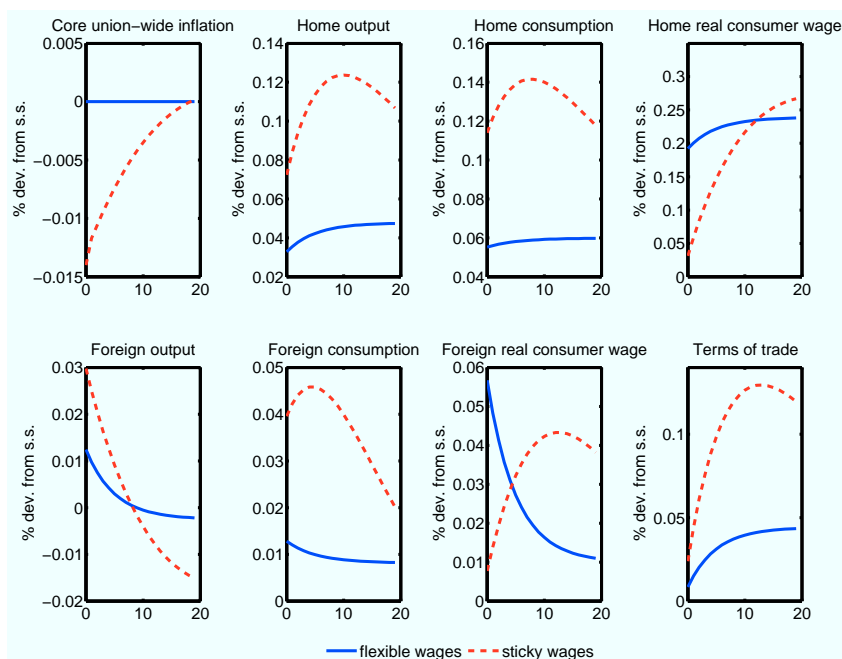 Core union−wide inflation
Home output
Home consumption
Home real consumer wage
% dev. from s.s.
0.005
0
−0.005
−0.01
−0.015
0 10 20
% dev. from s.s.
0.14
0.12
0.1
0.08
0.06
0.04
0.02
0 10 20
% dev. from s.s.
0.16
0.14
0.12
0.1
0.08
0.06
0.04
0 10 20
% dev. from s.s.
0.3
0.25
0.2
0.15
0.1
0.05
0
0 10 20
Foreign output
Foreign consumption
Foreign real consumer wage
Terms of trade
% dev. from s.s.
0.03
0.02
0.01
0
−0.01
−0.02
0 10 20
% dev. from s.s.
0.05
0.04
0.03
0.02
0.01
0
0 10 20
% dev. from s.s.
0.06
0.05
0.04
0.03
0.02
0.01
0
0 10 20
% dev. from s.s.
0.1
0.05
0
0 10 20
flexible wages
sticky wages